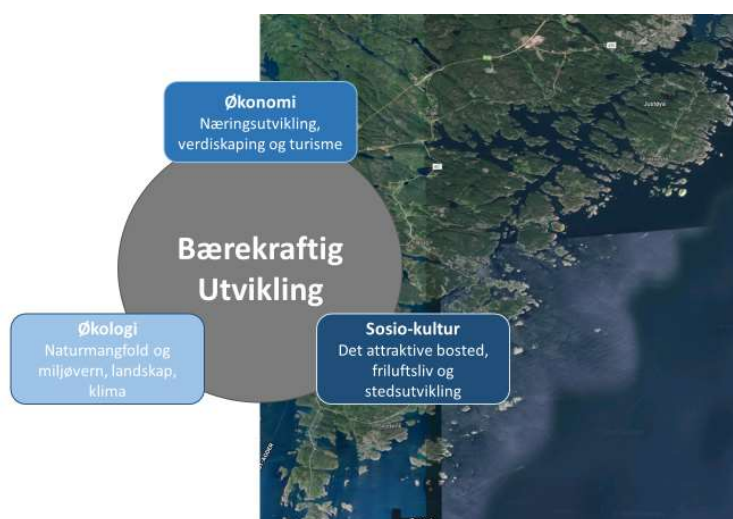 Økonomi
Næringsutvikling,
verdiskaping og turisme
Justøya
Bærekraftig
Utvikling
Økologi
Naturmangfold og
miljøvern, landskap,
klima
Sosio-kultur
Det attraktive bosted,
friluftsliv og
stedsutvikling